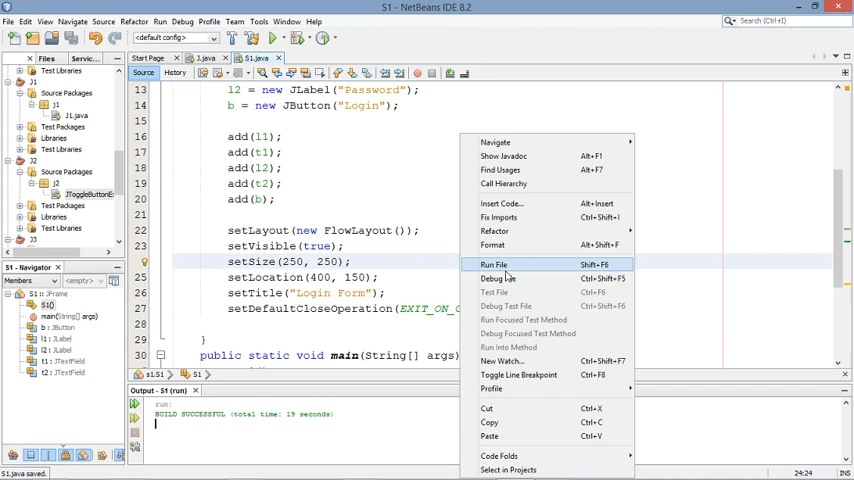 S1 - NetBeans IDE 8.2
File Edit View Navigate Source Refactor Run Debug Profile Team Tools Window Help
Search (Ctrl+I)
<default config>
Files Servic...
Start Page J.java S1.java
Source History
Test Libraries
J1
Source Packages
j1
J1.java
Test Packages
Libraries
Test Libraries
J2
Source Packages
j2
JToggleButtonE
Test Packages
Libraries
Test Libraries
J3
13 l2 = new JLabel("Password");
14 b = new JButton("Login");
15
16 add(l1);
17 add(t1);
18 add(l2);
19 add(t2);
20 add(b);
21
22 setLayout(new FlowLayout());
23 setVisible(true);
setSize(250, 250);
25 setLocation(400, 150);
26 setTitle("Login Form");
27 setDefaultCloseOperation(EXIT_ON_C
28
29 }
30 public static void main(String[] args)
Navigate
Show Javadoc Alt+F1
Find Usages Alt+F7
Call Hierarchy
Insert Code... Alt+Insert
Fix Imports Ctrl+Shift+I
Refactor
Format Alt+Shift+F
Run File Shift+F6
Debug File Ctrl+Shift+F5
Test File Ctrl+F6
Debug Test File Ctrl+Shift+F6
Run Focused Test Method
Debug Focused Test Method
Run Into Method
New Watch... Ctrl+Shift+F7
Toggle Line Breakpoint Ctrl+F8
Profile
Cut Ctrl+X
Copy Ctrl+C
Paste Ctrl+V
Code Folds
Select in Projects
S1 - Navigator
Members <empty>
S1 :: JFrame
S1()
main(String[] args)
b : JButton
l1 : JLabel
l2 : JLabel
t1 : JTextField
t2 : JTextField
s1.S1 S1
Output - S1 (run)
run:
BUILD SUCCESSFUL (total time: 19 seconds)
S1.java saved.
24:24